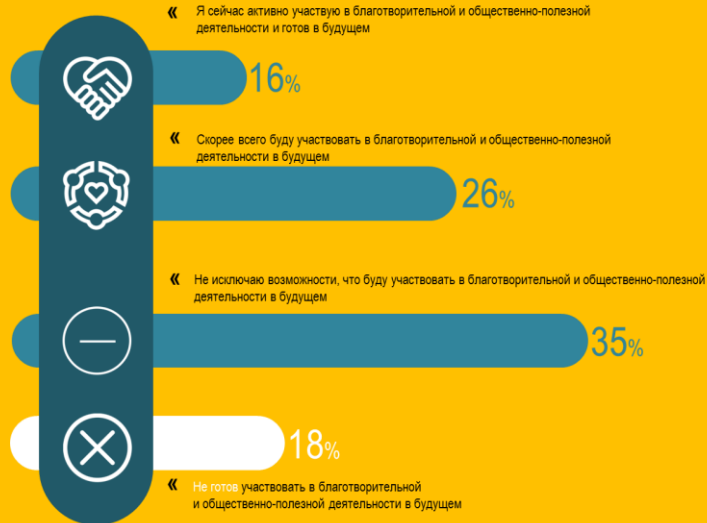 « Я сейчас активно участвую в благотворительной и общественно-полезной
деятельности и готов в будущем
16%
« Скорее всего буду участвовать в благотворительной и общественно-полезной
деятельности в будущем
26%
« Не исключаю возможности, что буду участвовать в благотворительной и общественно-полезной
деятельности в будущем
35%
18%
« Не готов участвовать в благотворительной
и общественно-полезной деятельности в будущем